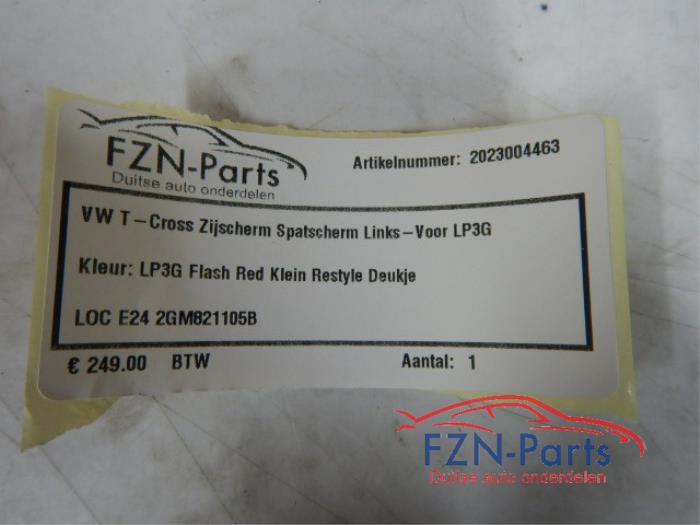 FZN-Parts
Duitse auto onderdelen
Artikelnummer: 2023004463
VW T-Cross Zijscherm Spatscherm Links-Voor LP3G
Kleur: LP3G Flash Red Klein Restyle Deukje
LOC E24 2GM821105B
€ 249.00 BTW Aantal: 1
FZN-Parts
Duitse auto onderdelen